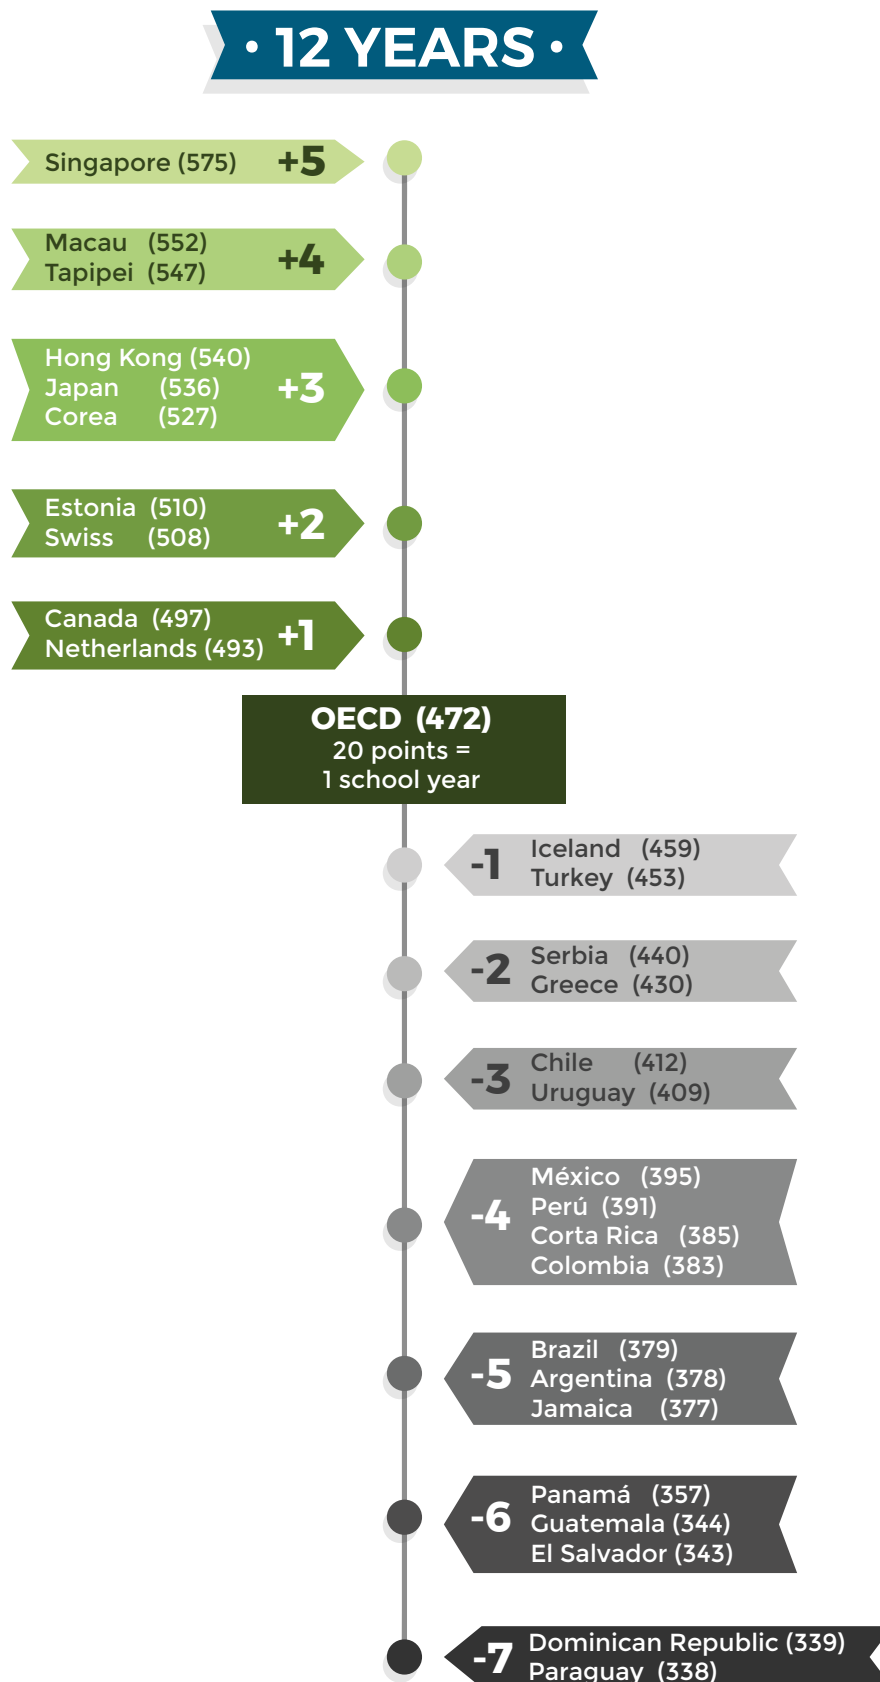 • 12 YEARS •
Singapore (575) +5
Macau (552)
Tapipei (547)
+4
Hong Kong (540)
Japan (536)
Corea (527)
+3
Estonia (510)
Swiss (508)
+2
Canada (497)
Netherlands (493)
+1
OECD (472)
20 points =
1 school year
-1
Iceland (459)
Turkey (453)
-2
Serbia (440)
Greece (430)
-3
Chile (412)
Uruguay (409)
-4
México (395)
Perú (391)
Corta Rica (385)
Colombia (383)
-5
Brazil (379)
Argentina (378)
Jamaica (377)
-6
Panamá (357)
Guatemala (344)
El Salvador (343)
-7
Dominican Republic (339)
Paraguay (338)